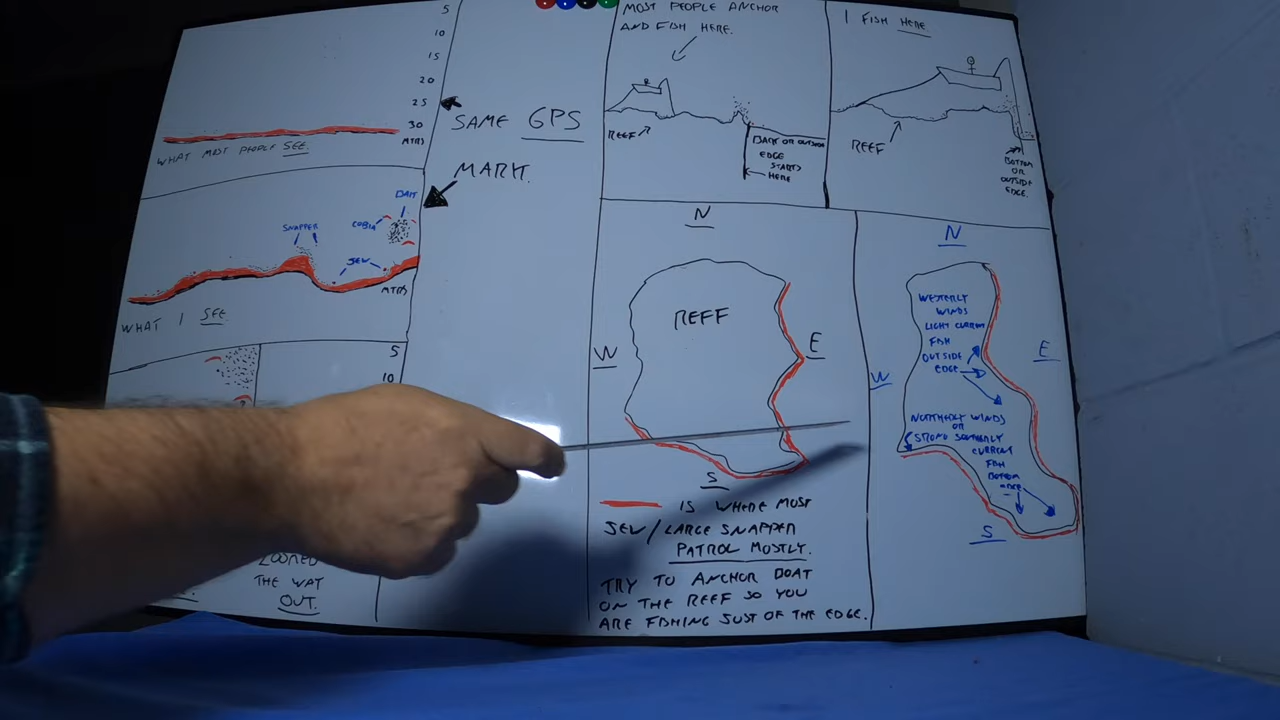 5
10
15
20
25
30
MTRS
WHAT MOST PEOPLE SEE.
SAME GPS
MARK.
BAIT
COBIA
SNAPPER
JEW
MTRS
WHAT I SEE
5
10
LOOKED
THE WAY
OUT.
MOST PEOPLE ANCHOR
AND FISH HERE.
REEF
BACK OR OUTSIDE
EDGE
STARTS
HERE
I FISH HERE.
REEF
BOTTOM
OR
OUTSIDE
EDGE.
N
REEF
W
E
S
IS WHERE MOST
JEW/LARGE SNAPPER
PATROL MOSTLY.
TRY TO ANCHOR BOAT
ON THE REEF SO YOU
ARE FISHING JUST OF THE EDGE.
N
WESTERLY
WINDS
LIGHT CURRENT
FISH
OUTSIDE
EDGE
W
E
NORTHERLY WINDS
OR
STRONG SOUTHERLY
CURRENT
FISH
BOTTOM
EDGE
S